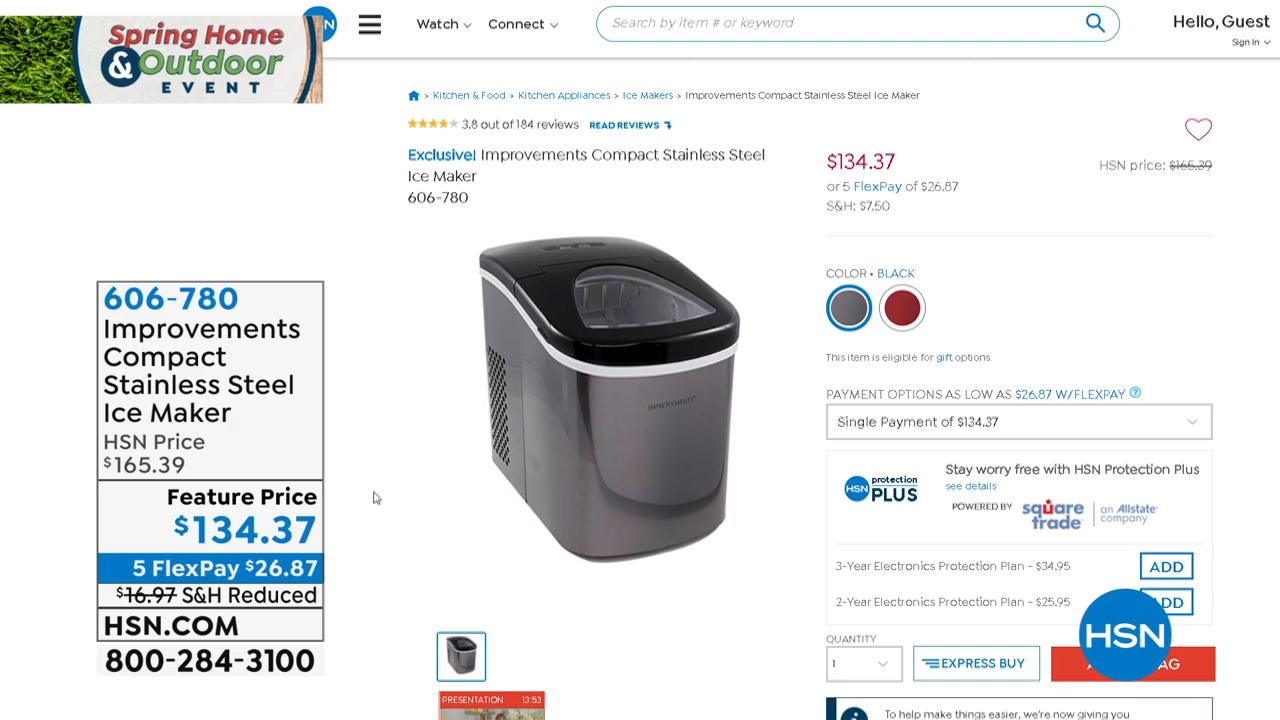 Spring Home
& Outdoor
EVENT
N
Watch
Connect
Search by item # or keyword
Hello, Guest
Sign In
> Kitchen & Food > Kitchen Appliances > Ice Makers > Improvements Compact Stainless Steel Ice Maker
3.8 out of 184 reviews READ REVIEWS
Exclusive! Improvements Compact Stainless Steel
Ice Maker
606-780
$134.37
HSN price: $165.39
or 5 FlexPay of $26.87
S&H: $7.50
COLOR • BLACK
This item is eligible for gift options.
PAYMENT OPTIONS AS LOW AS $26.87 W/FLEXPAY ?
Single Payment of $134.37
HSN protection PLUS
Stay worry free with HSN Protection Plus
see details
POWERED BY square trade an Allstate company
3-Year Electronics Protection Plan - $34.95 ADD
2-Year Electronics Protection Plan - $25.95 ADD
QUANTITY
1
EXPRESS BUY
HSN
To help make things easier, we're now giving you
IMPROVEMENTS
PRESENTATION 13:53
606-780
Improvements
Compact
Stainless Steel
Ice Maker
HSN Price
$165.39
Feature Price
$134.37
5 FlexPay $26.87
$16.97 S&H Reduced
HSN.COM
800-284-3100